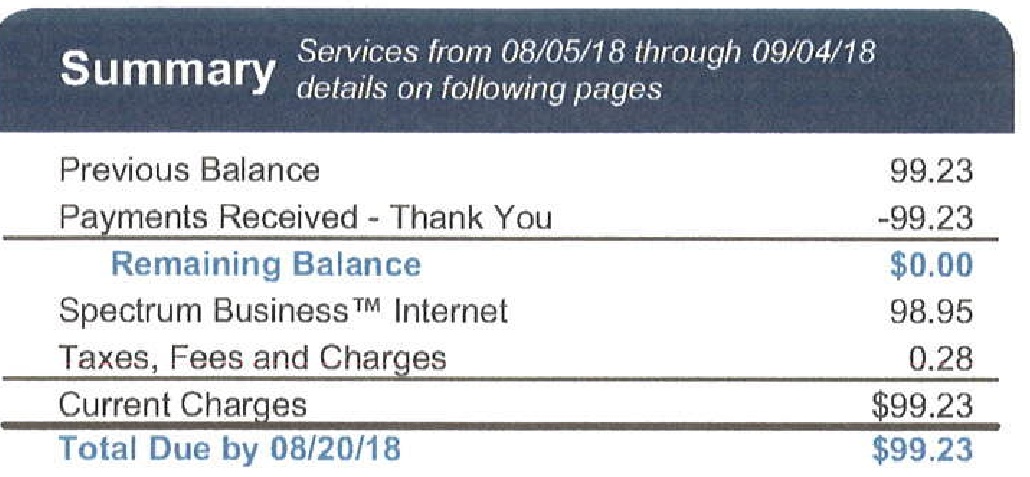 Summary Services from 08/05/18 through 09/04/18
details on following pages
Previous Balance 99.23
Payments Received - Thank You -99.23
Remaining Balance $0.00
Spectrum Business™ Internet 98.95
Taxes, Fees and Charges 0.28
Current Charges $99.23
Total Due by 08/20/18 $99.23